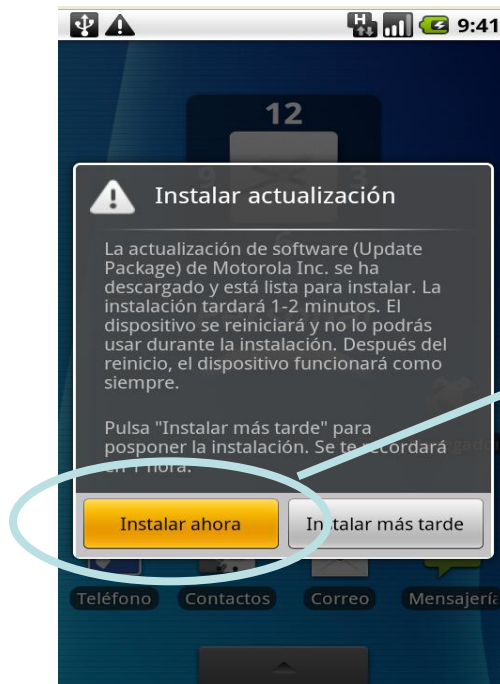 H 9:41
12
9 3
6
Instalar actualización
La actualización de software (Update
Package) de Motorola Inc. se ha
descargado y está lista para instalar. La
instalación tardará 1-2 minutos. El
dispositivo se reiniciará y no lo podrás
usar durante la instalación. Después del
reinicio, el dispositivo funcionará como
siempre.
Pulsa "Instalar más tarde" para
posponer la instalación. Se te recordará
en 1 hora.
Instalar ahora Instalar más tarde
Teléfono Contactos Correo Mensajería